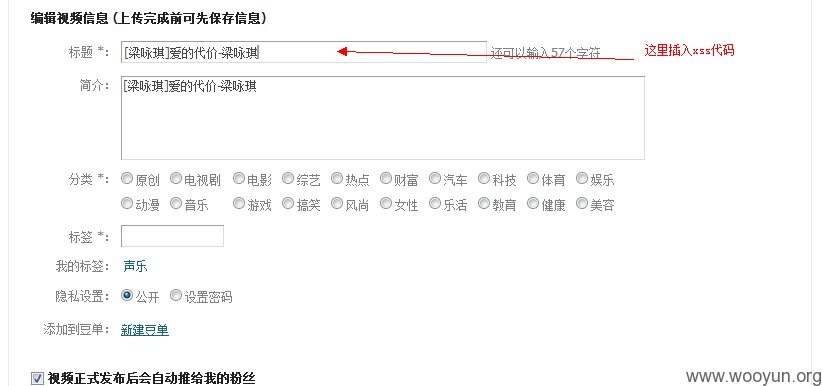 编辑视频信息 (上传完成前可先保存信息)
标题 *: [梁咏琪]爱的代价-梁咏琪 还可以输入57个字符 这里插入xss代码
简介: [梁咏琪]爱的代价-梁咏琪
分类 *: 原创 电视剧 电影 综艺 热点 财富 汽车 科技 体育 娱乐
动漫 音乐 游戏 搞笑 风尚 女性 乐活 教育 健康 美容
标签 *:
我的标签: 声乐
隐私设置: 公开 设置密码
添加到豆单: 新建豆单
视频正式发布后会自动推给我的粉丝
www.wooyun.org